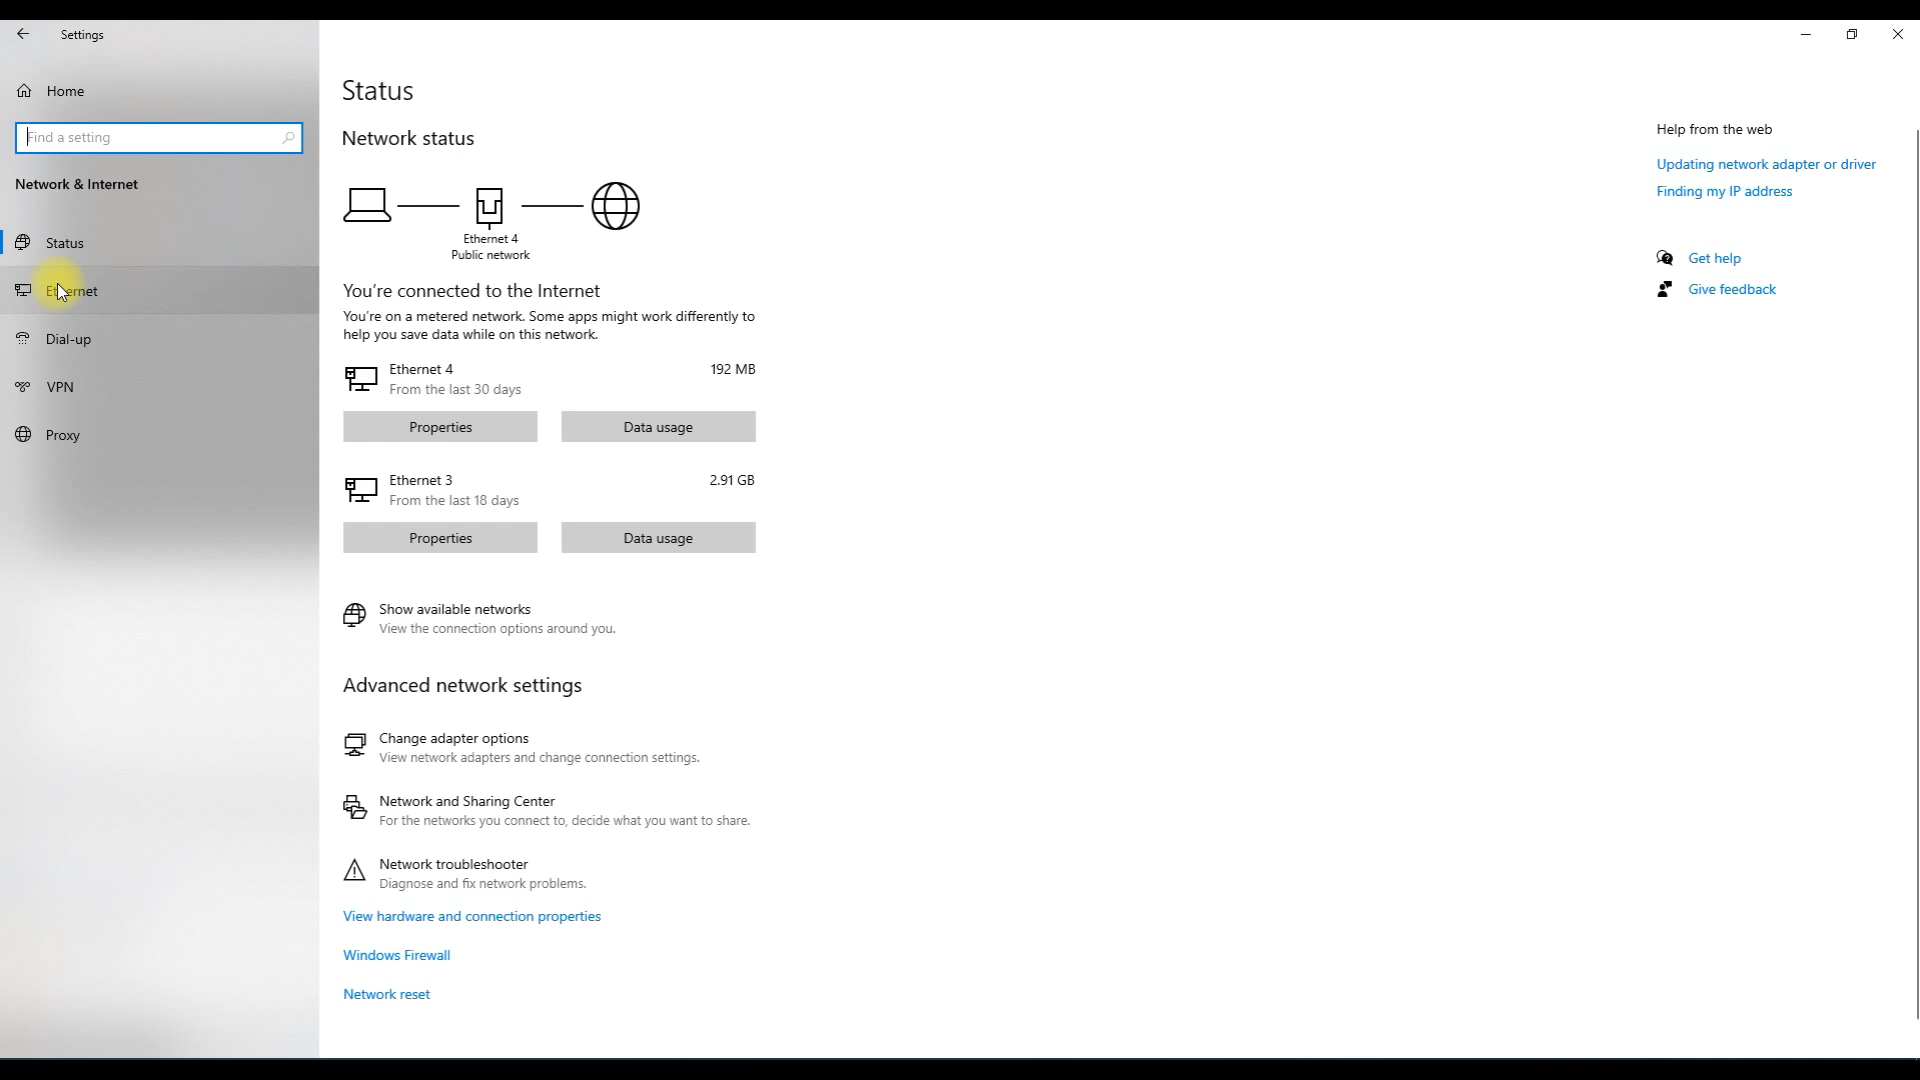 Settings
Home
Find a setting
Network & Internet
Status
Ethernet
Dial-up
VPN
Proxy
Status
Network status
Ethernet 4
Public network
You're connected to the Internet
You're on a metered network. Some apps might work differently to
help you save data while on this network.
Ethernet 4
192 MB
From the last 30 days
Properties
Data usage
Ethernet 3
2.91 GB
From the last 18 days
Properties
Data usage
Show available networks
View the connection options around you.
Advanced network settings
Change adapter options
View network adapters and change connection settings.
Network and Sharing Center
For the networks you connect to, decide what you want to share.
Network troubleshooter
Diagnose and fix network problems.
View hardware and connection properties
Windows Firewall
Network reset
Help from the web
Updating network adapter or driver
Finding my IP address
Get help
Give feedback